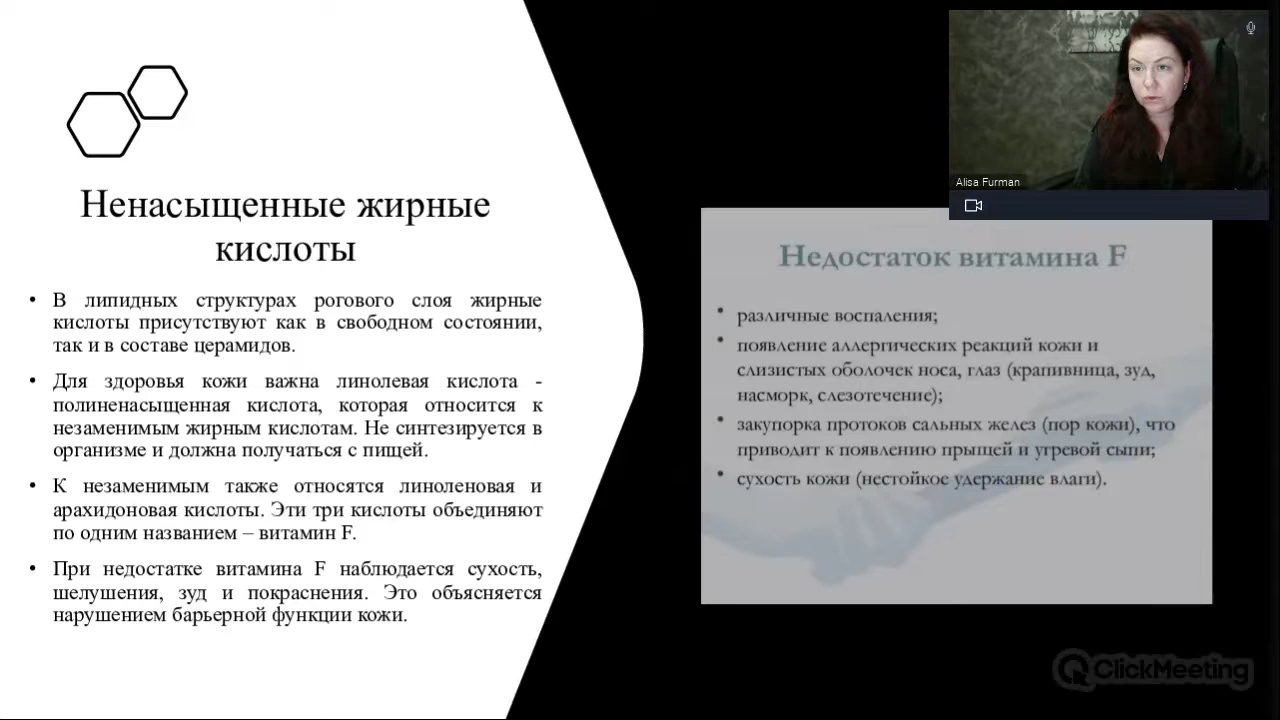 Ненасыщенные жирные
кислоты
• В липидных структурах рогового слоя жирные
кислоты присутствуют как в свободном состоянии,
так и в составе церамидов.
• Для здоровья кожи важна линолевая кислота -
полиненасыщенная кислота, которая относится к
незаменимым жирным кислотам. Не синтезируется в
организме и должна получаться с пищей.
• К незаменимым также относятся линоленовая и
арахидоновая кислоты. Эти три кислоты объединяют
по одним названием – витамин F.
• При недостатке витамина F наблюдается сухость,
шелушения, зуд и покраснения. Это объясняется
нарушением барьерной функции кожи.
Alisa Furman
Недостаток витамина F
• различные воспаления;
• появление аллергических реакций кожи и
слизистых оболочек носа, глаз (крапивница, зуд,
насморк, слезотечение);
• закупорка протоков сальных желез (пор кожи), что
приводит к появлению прыщей и угревой сыпи;
• сухость кожи (нестойкое удержание влаги).
ClickMeeting